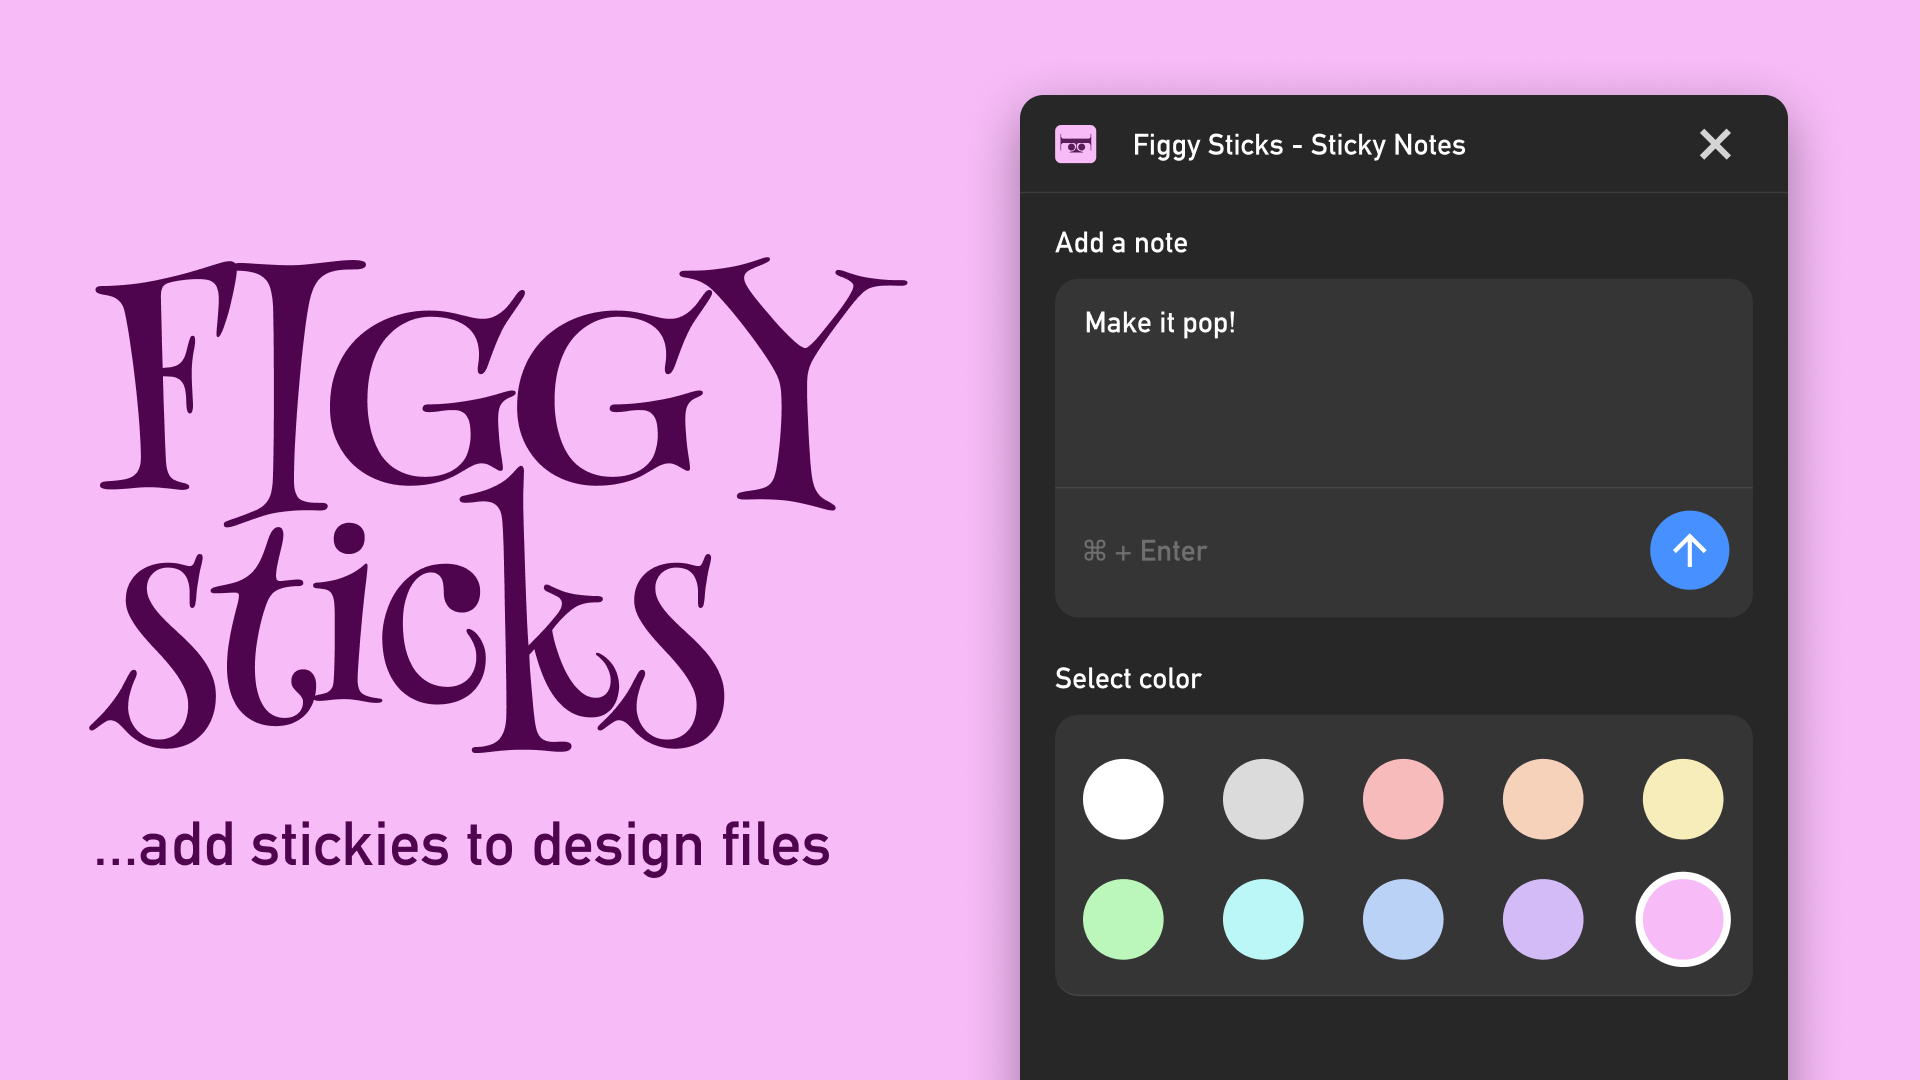 FIGGY
sticks
...add stickies to design files
Figgy Sticks - Sticky Notes
Add a note
Make it pop!
⌘ + Enter
Select color